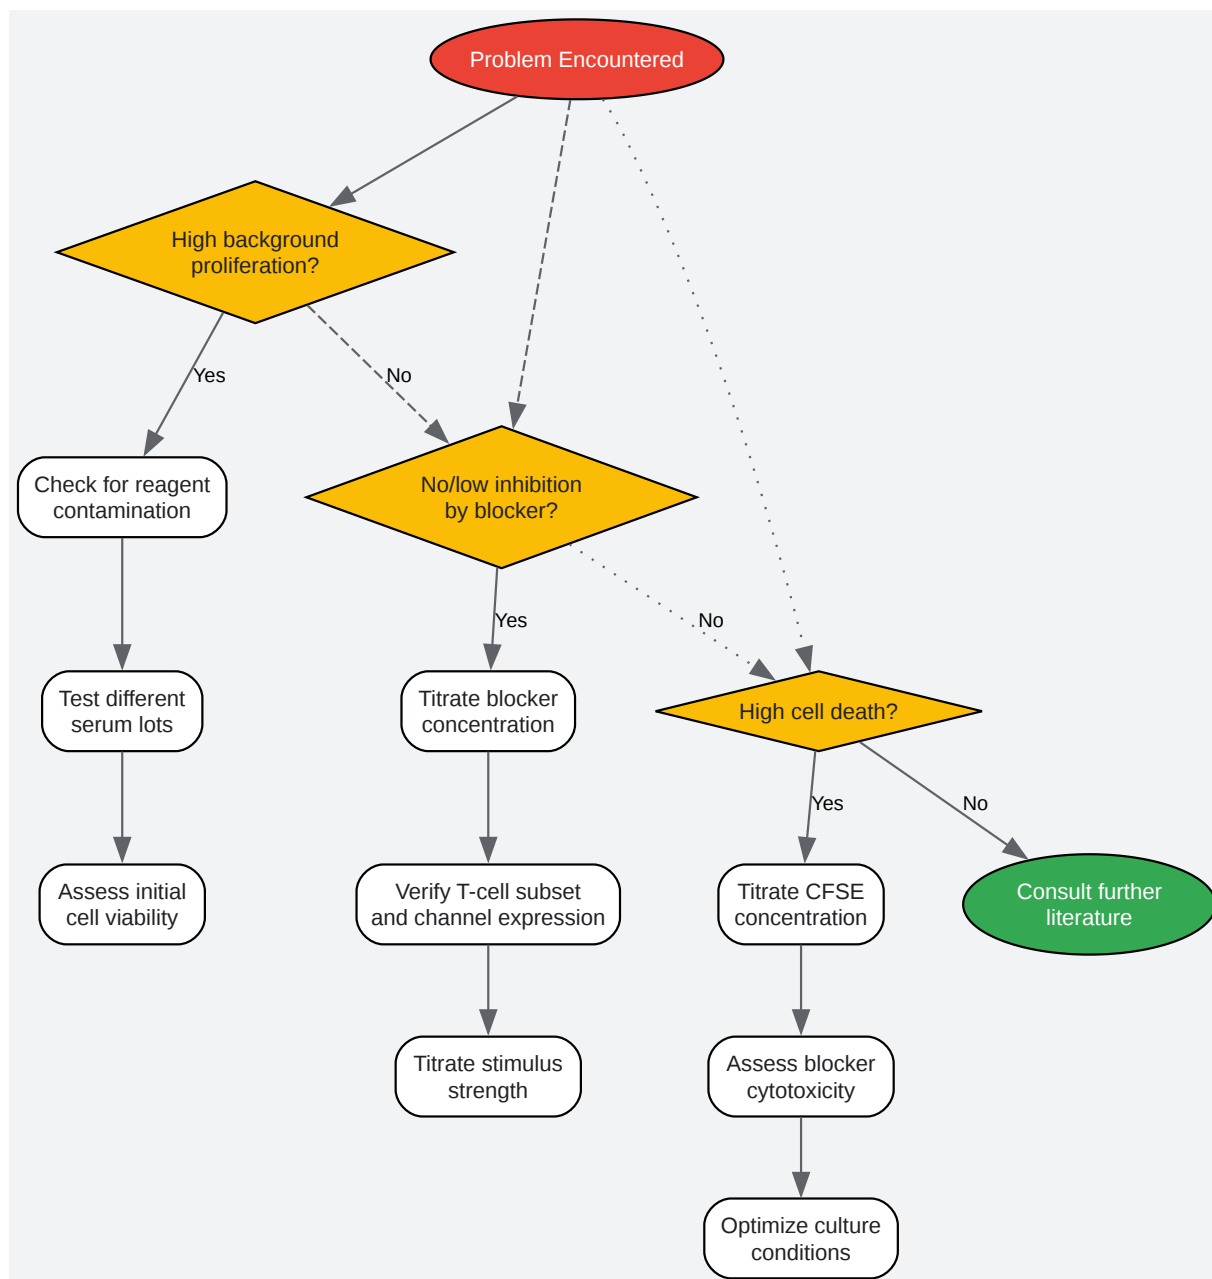 Problem Encountered
High background
proliferation?
Yes
No
Check for reagent
contamination
No/low inhibition
by blocker?
Yes
No
Test different
serum lots
Titrate blocker
concentration
High cell death?
Yes
No
Assess initial
cell viability
Verify T-cell subset
and channel expression
Titrate CFSE
concentration
Consult further
literature
Titrate stimulus
strength
Assess blocker
cytotoxicity
Optimize culture
conditions